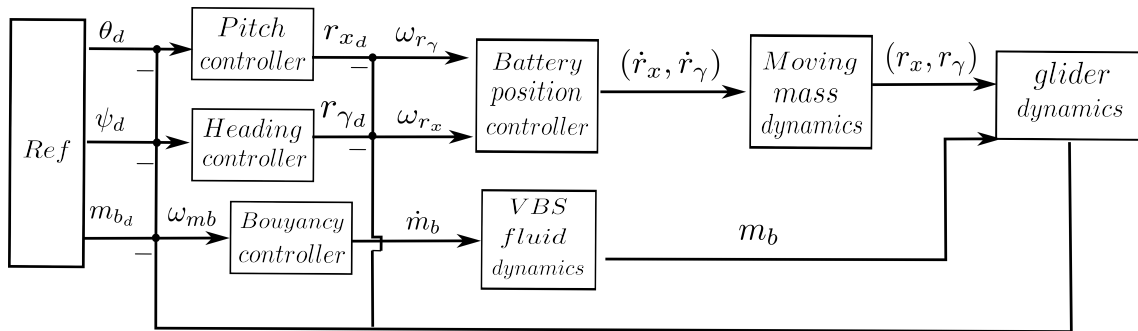 Ref
θ_d
ψ_d
m_{b_d}
−
−
−
Pitch
controller
Heading
controller
ω_{mb}
Bouyancy
controller
r_{x_d}
r_{γ_d}
−
−
ω_{r_γ}
ω_{r_x}
ṁ_b
Battery
position
controller
VBS
fluid
dynamics
(ṙ_x, ṙ_γ)
Moving
mass
dynamics
(r_x, r_γ)
m_b
glider
dynamics